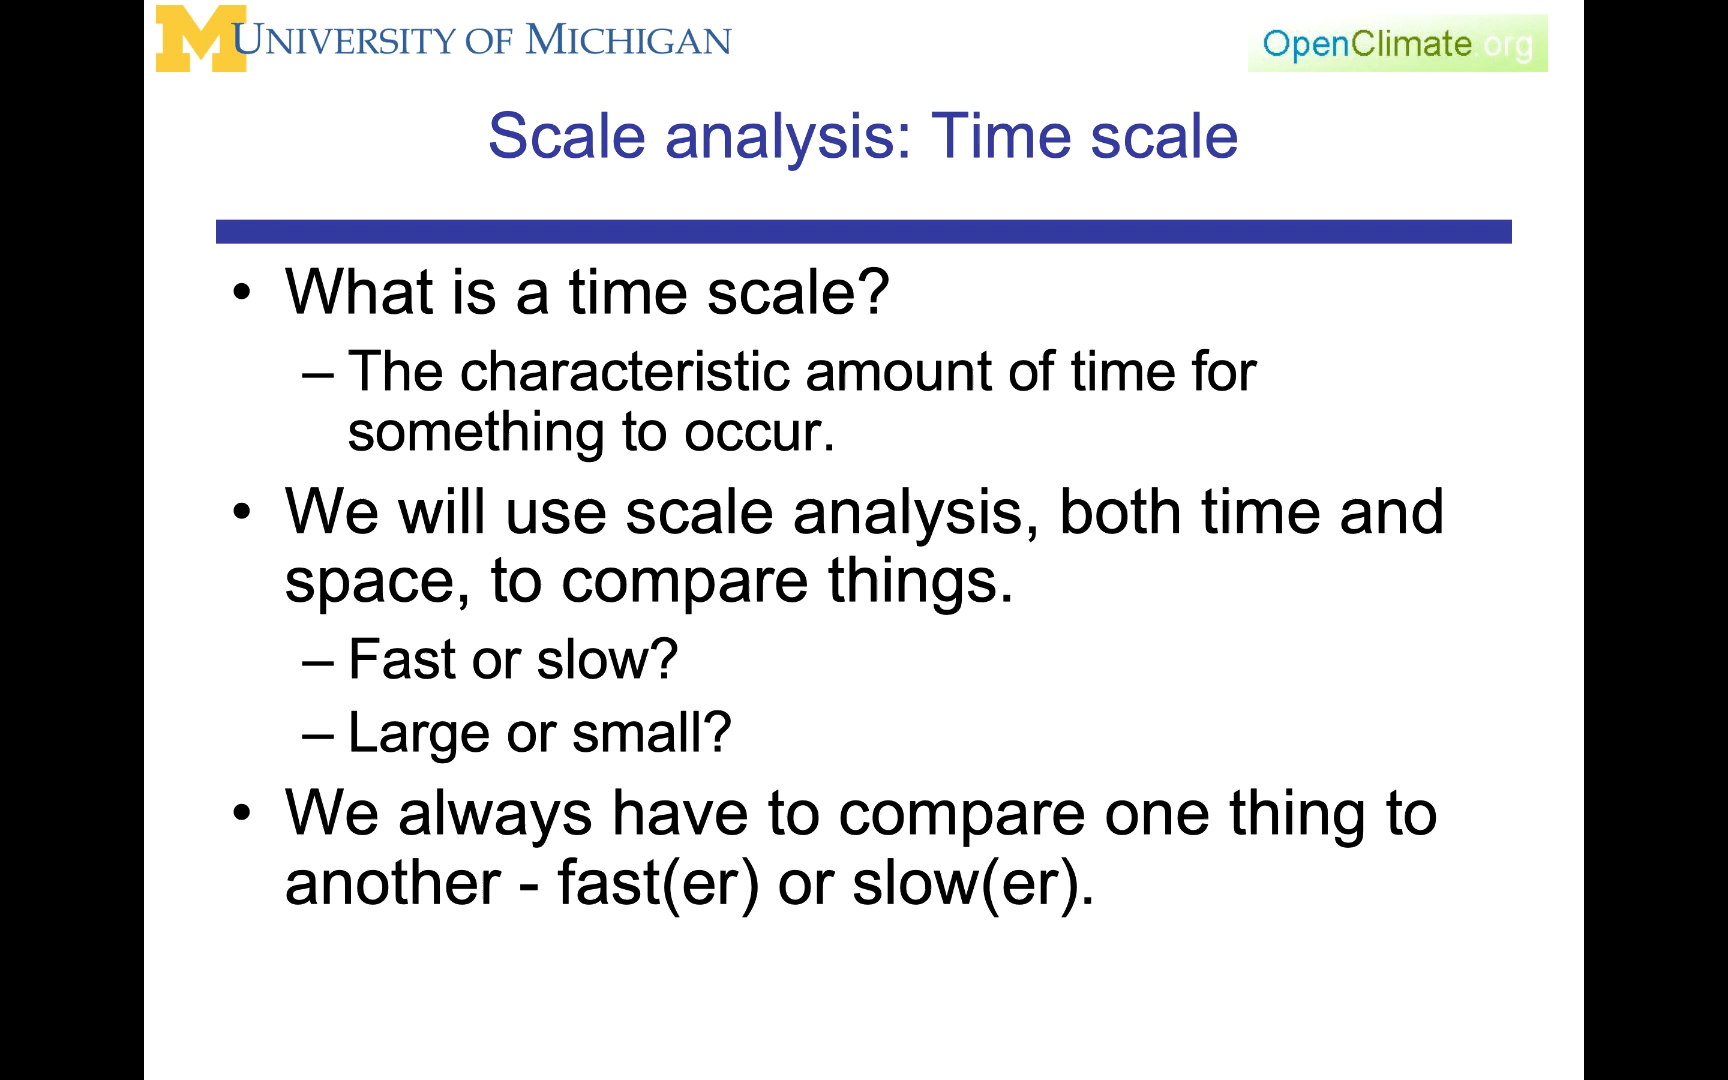 M UNIVERSITY OF MICHIGAN
OpenClimate.org
Scale analysis: Time scale
• What is a time scale?
– The characteristic amount of time for
something to occur.
• We will use scale analysis, both time and
space, to compare things.
– Fast or slow?
– Large or small?
• We always have to compare one thing to
another - fast(er) or slow(er).